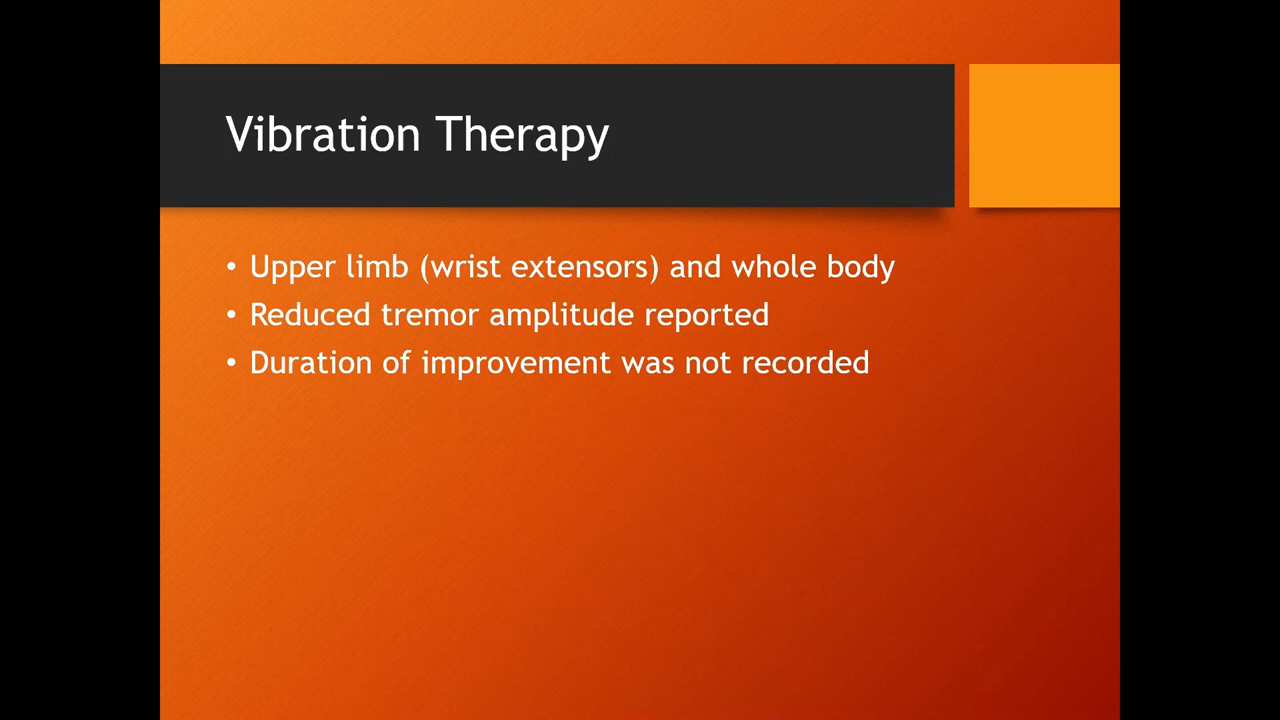 Vibration Therapy
• Upper limb (wrist extensors) and whole body
• Reduced tremor amplitude reported
• Duration of improvement was not recorded